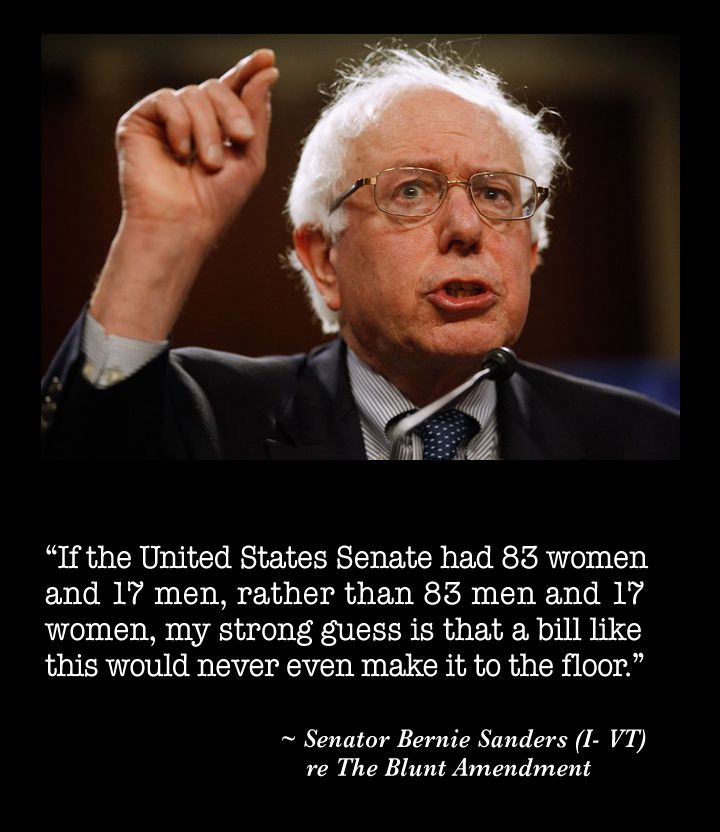 “If the United States Senate had 83 women
and 17 men, rather than 83 men and 17
women, my strong guess is that a bill like
this would never even make it to the floor.”
~ Senator Bernie Sanders (I- VT)
re The Blunt Amendment